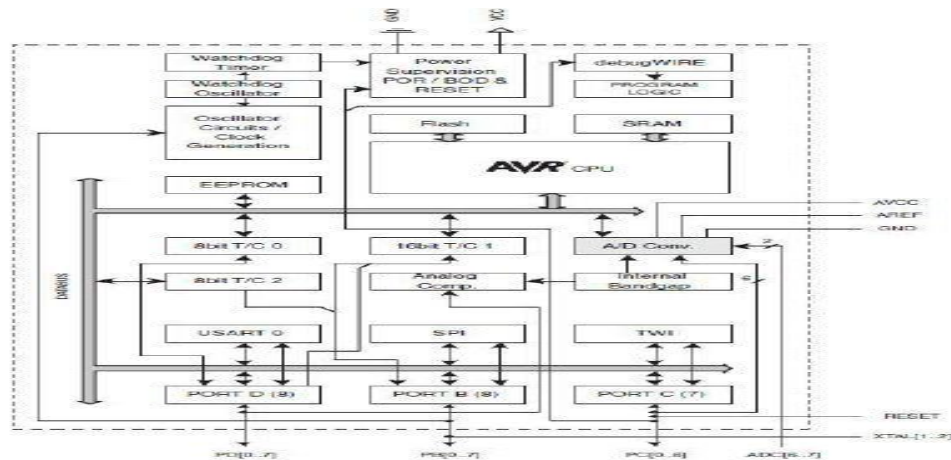 GND
VCC
Watchdog
Timer
Power
Supervision
POR / BOD &
RESET
debugWIRE
Watchdog
Oscillator
PROGRAM
LOGIC
Oscillator
Circuits /
Clock
Generation
Flash
SRAM
AVR CPU
EEPROM
AVCC
AREF
GND
8bit T/C 0
16bit T/C 1
A/D Conv.
2
DATABUS
8bit T/C 2
Analog
Comp.
Internal
Bandgap
6
USART 0
SPI
TWI
PORT D (8)
PORT B (8)
PORT C (7)
RESET
XTAL[1..2]
PD[0..7]
PB[0..7]
PC[0..6]
ADC[6..7]